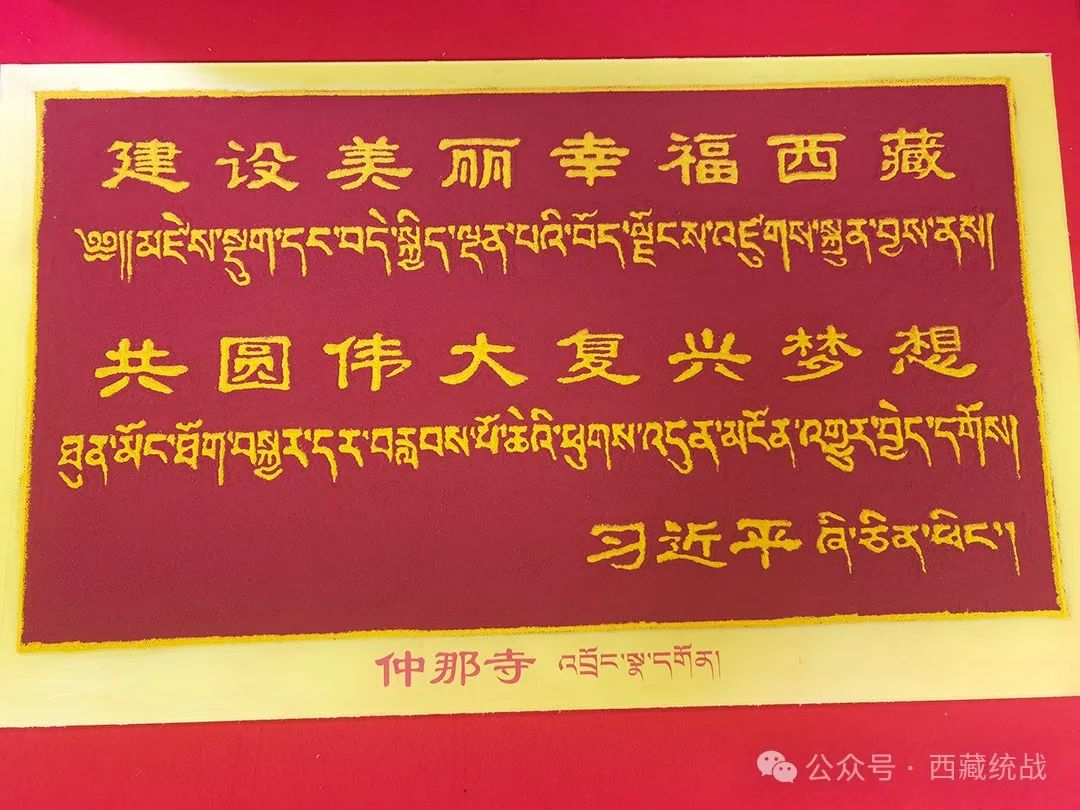 建设美丽幸福西藏
༄༅།།མཛེས་སྡུག་དང་བདེ་སྐྱིད་ལྡན་པའི་བོད་ལྗོངས་འཛུགས་སྐྲུན་བྱས་ནས།
共圆伟大复兴梦想
ཐུན་མོང་ཐོག་བསྐྱར་དར་བརླབས་པོ་ཆེའི་ཕུགས་འདུན་མངོན་འགྱུར་བྱེད་དགོས།
习近平 ཞི་ཅིན་ཕིང་།
仲那寺 འབྲོང་སྣ་དགོན།
公众号 · 西藏统战